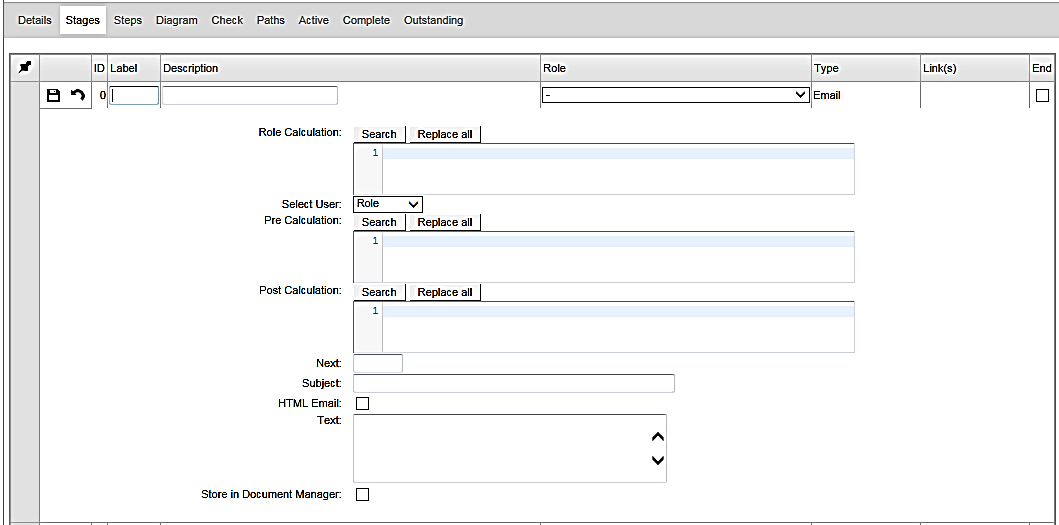 Details Stages Steps Diagram Check Paths Active Complete Outstanding
ID Label Description Role Type Link(s) End
0 - Email
Role Calculation: Search Replace all
1
Select User: Role
Pre Calculation: Search Replace all
1
Post Calculation: Search Replace all
1
Next:
Subject:
HTML Email:
Text:
Store in Document Manager: